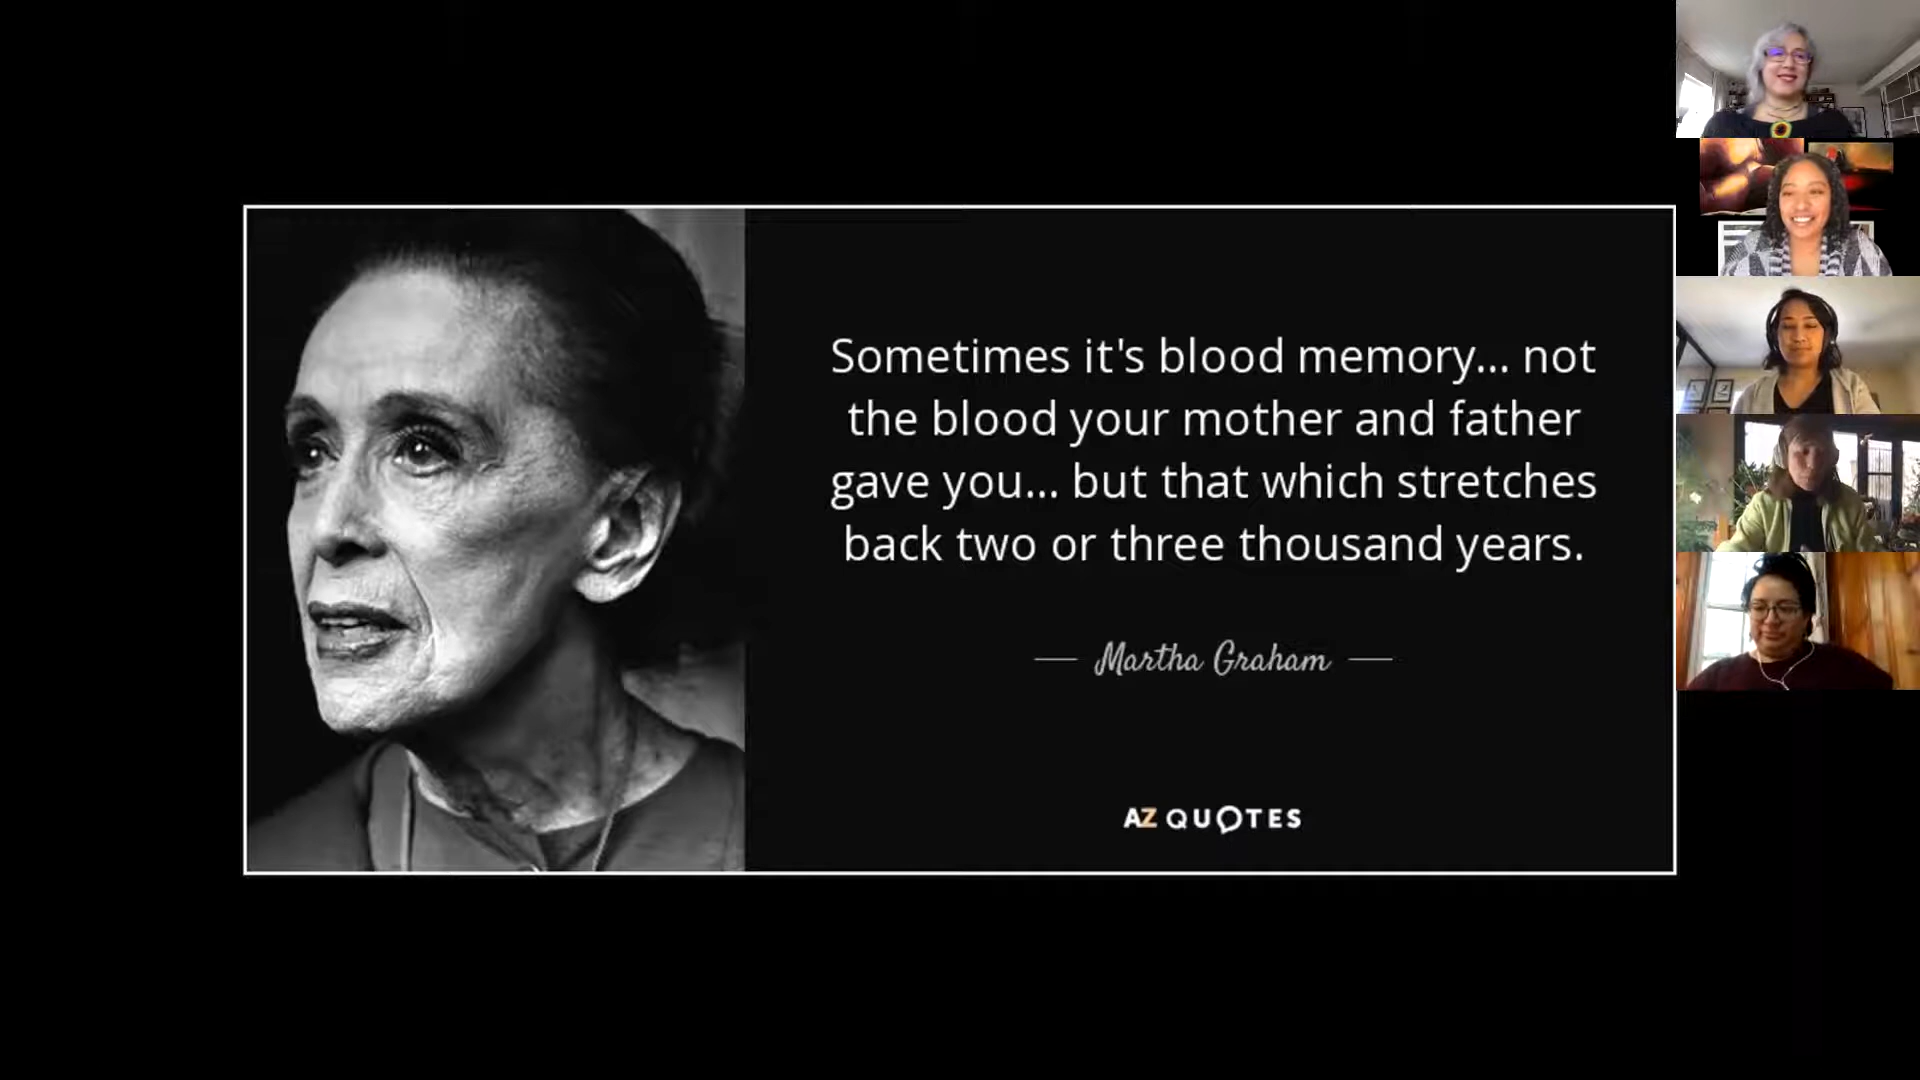 Sometimes it's blood memory... not
the blood your mother and father
gave you... but that which stretches
back two or three thousand years.
Martha Graham
AZ QUOTES